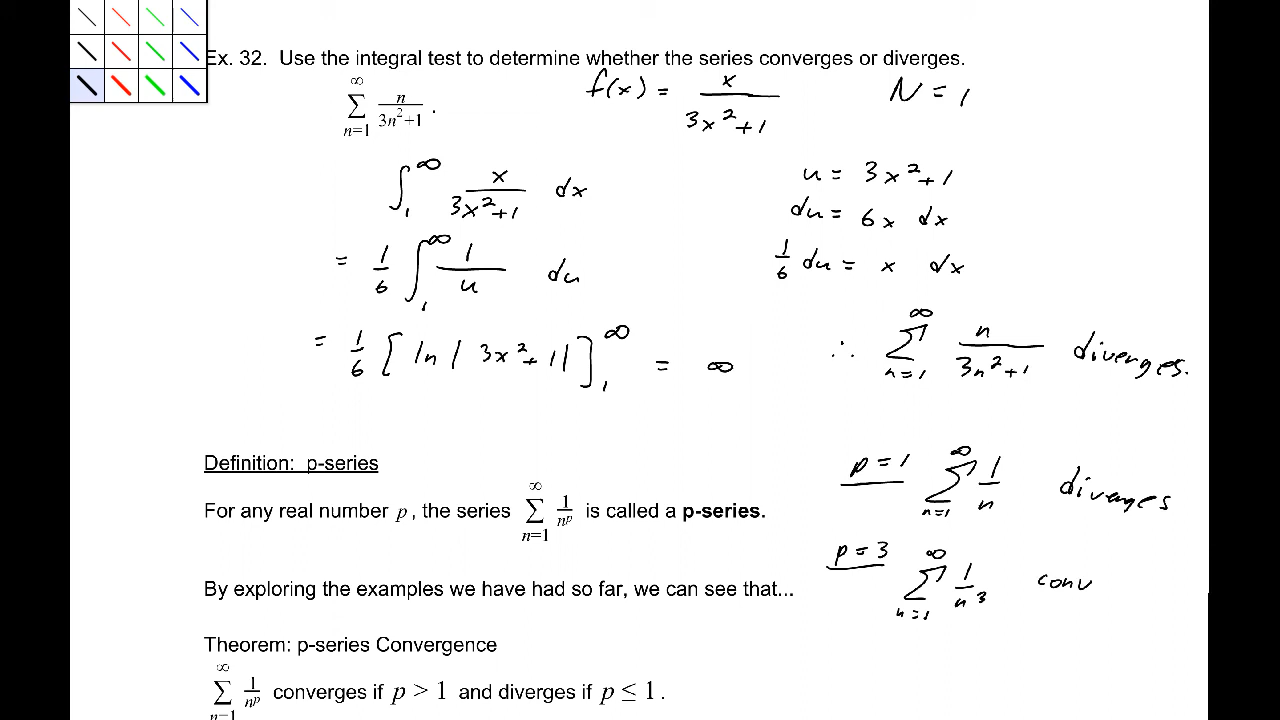 Ex. 32. Use the integral test to determine whether the series converges or diverges.
∑_{n=1}^{∞} n/(3n²+1) .
f(x) = x/(3x²+1)
N = 1
∫_1^∞ x/(3x²+1) dx
= 1/6 ∫_1^∞ 1/u du
= 1/6 [ ln | 3x²+1 | ]_1^∞ = ∞
u = 3x²+1
du = 6x dx
1/6 du = x dx
∴ ∑_{n=1}^{∞} n/(3n²+1) diverges.
Definition: p-series
For any real number p, the series ∑_{n=1}^{∞} 1/n^p is called a p-series.
By exploring the examples we have had so far, we can see that...
p = 1 ∑_{n=1}^{∞} 1/n diverges
p = 3 ∑_{n=1}^{∞} 1/n³ conv
Theorem: p-series Convergence
∑_{n=1}^{∞} 1/n^p converges if p > 1 and diverges if p ≤ 1.